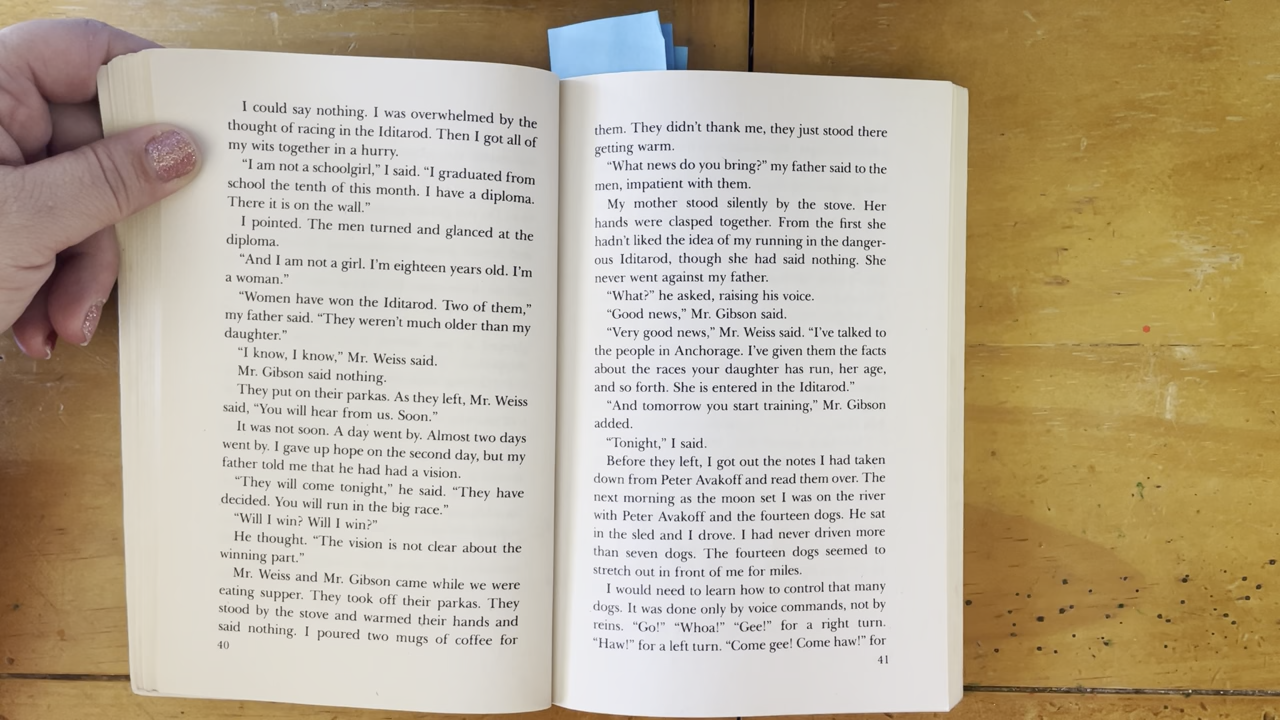 I could say nothing. I was overwhelmed by the
thought of racing in the Iditarod. Then I got all of
my wits together in a hurry.
“I am not a schoolgirl,” I said. “I graduated from
school the tenth of this month. I have a diploma.
There it is on the wall.”
I pointed. The men turned and glanced at the
diploma.
“And I am not a girl. I'm eighteen years old. I'm
a woman.”
“Women have won the Iditarod. Two of them,”
my father said. “They weren't much older than my
daughter.”
“I know, I know,” Mr. Weiss said.
Mr. Gibson said nothing.
They put on their parkas. As they left, Mr. Weiss
said, “You will hear from us. Soon.”
It was not soon. A day went by. Almost two days
went by. I gave up hope on the second day, but my
father told me that he had had a vision.
“They will come tonight,” he said. “They have
decided. You will run in the big race.”
“Will I win? Will I win?”
He thought. “The vision is not clear about the
winning part.”
Mr. Weiss and Mr. Gibson came while we were
eating supper. They took off their parkas. They
stood by the stove and warmed their hands and
said nothing. I poured two mugs of coffee for
40
them. They didn't thank me, they just stood there
getting warm.
“What news do you bring?” my father said to the
men, impatient with them.
My mother stood silently by the stove. Her
hands were clasped together. From the first she
hadn't liked the idea of my running in the danger-
ous Iditarod, though she had said nothing. She
never went against my father.
“What?” he asked, raising his voice.
“Good news,” Mr. Gibson said.
“Very good news,” Mr. Weiss said. “I've talked to
the people in Anchorage. I've given them the facts
about the races your daughter has run, her age,
and so forth. She is entered in the Iditarod.”
“And tomorrow you start training,” Mr. Gibson
added.
“Tonight,” I said.
Before they left, I got out the notes I had taken
down from Peter Avakoff and read them over. The
next morning as the moon set I was on the river
with Peter Avakoff and the fourteen dogs. He sat
in the sled and I drove. I had never driven more
than seven dogs. The fourteen dogs seemed to
stretch out in front of me for miles.
I would need to learn how to control that many
dogs. It was done only by voice commands, not by
reins. “Go!” “Whoa!” “Gee!” for a right turn.
“Haw!” for a left turn. “Come gee! Come haw!” for
41